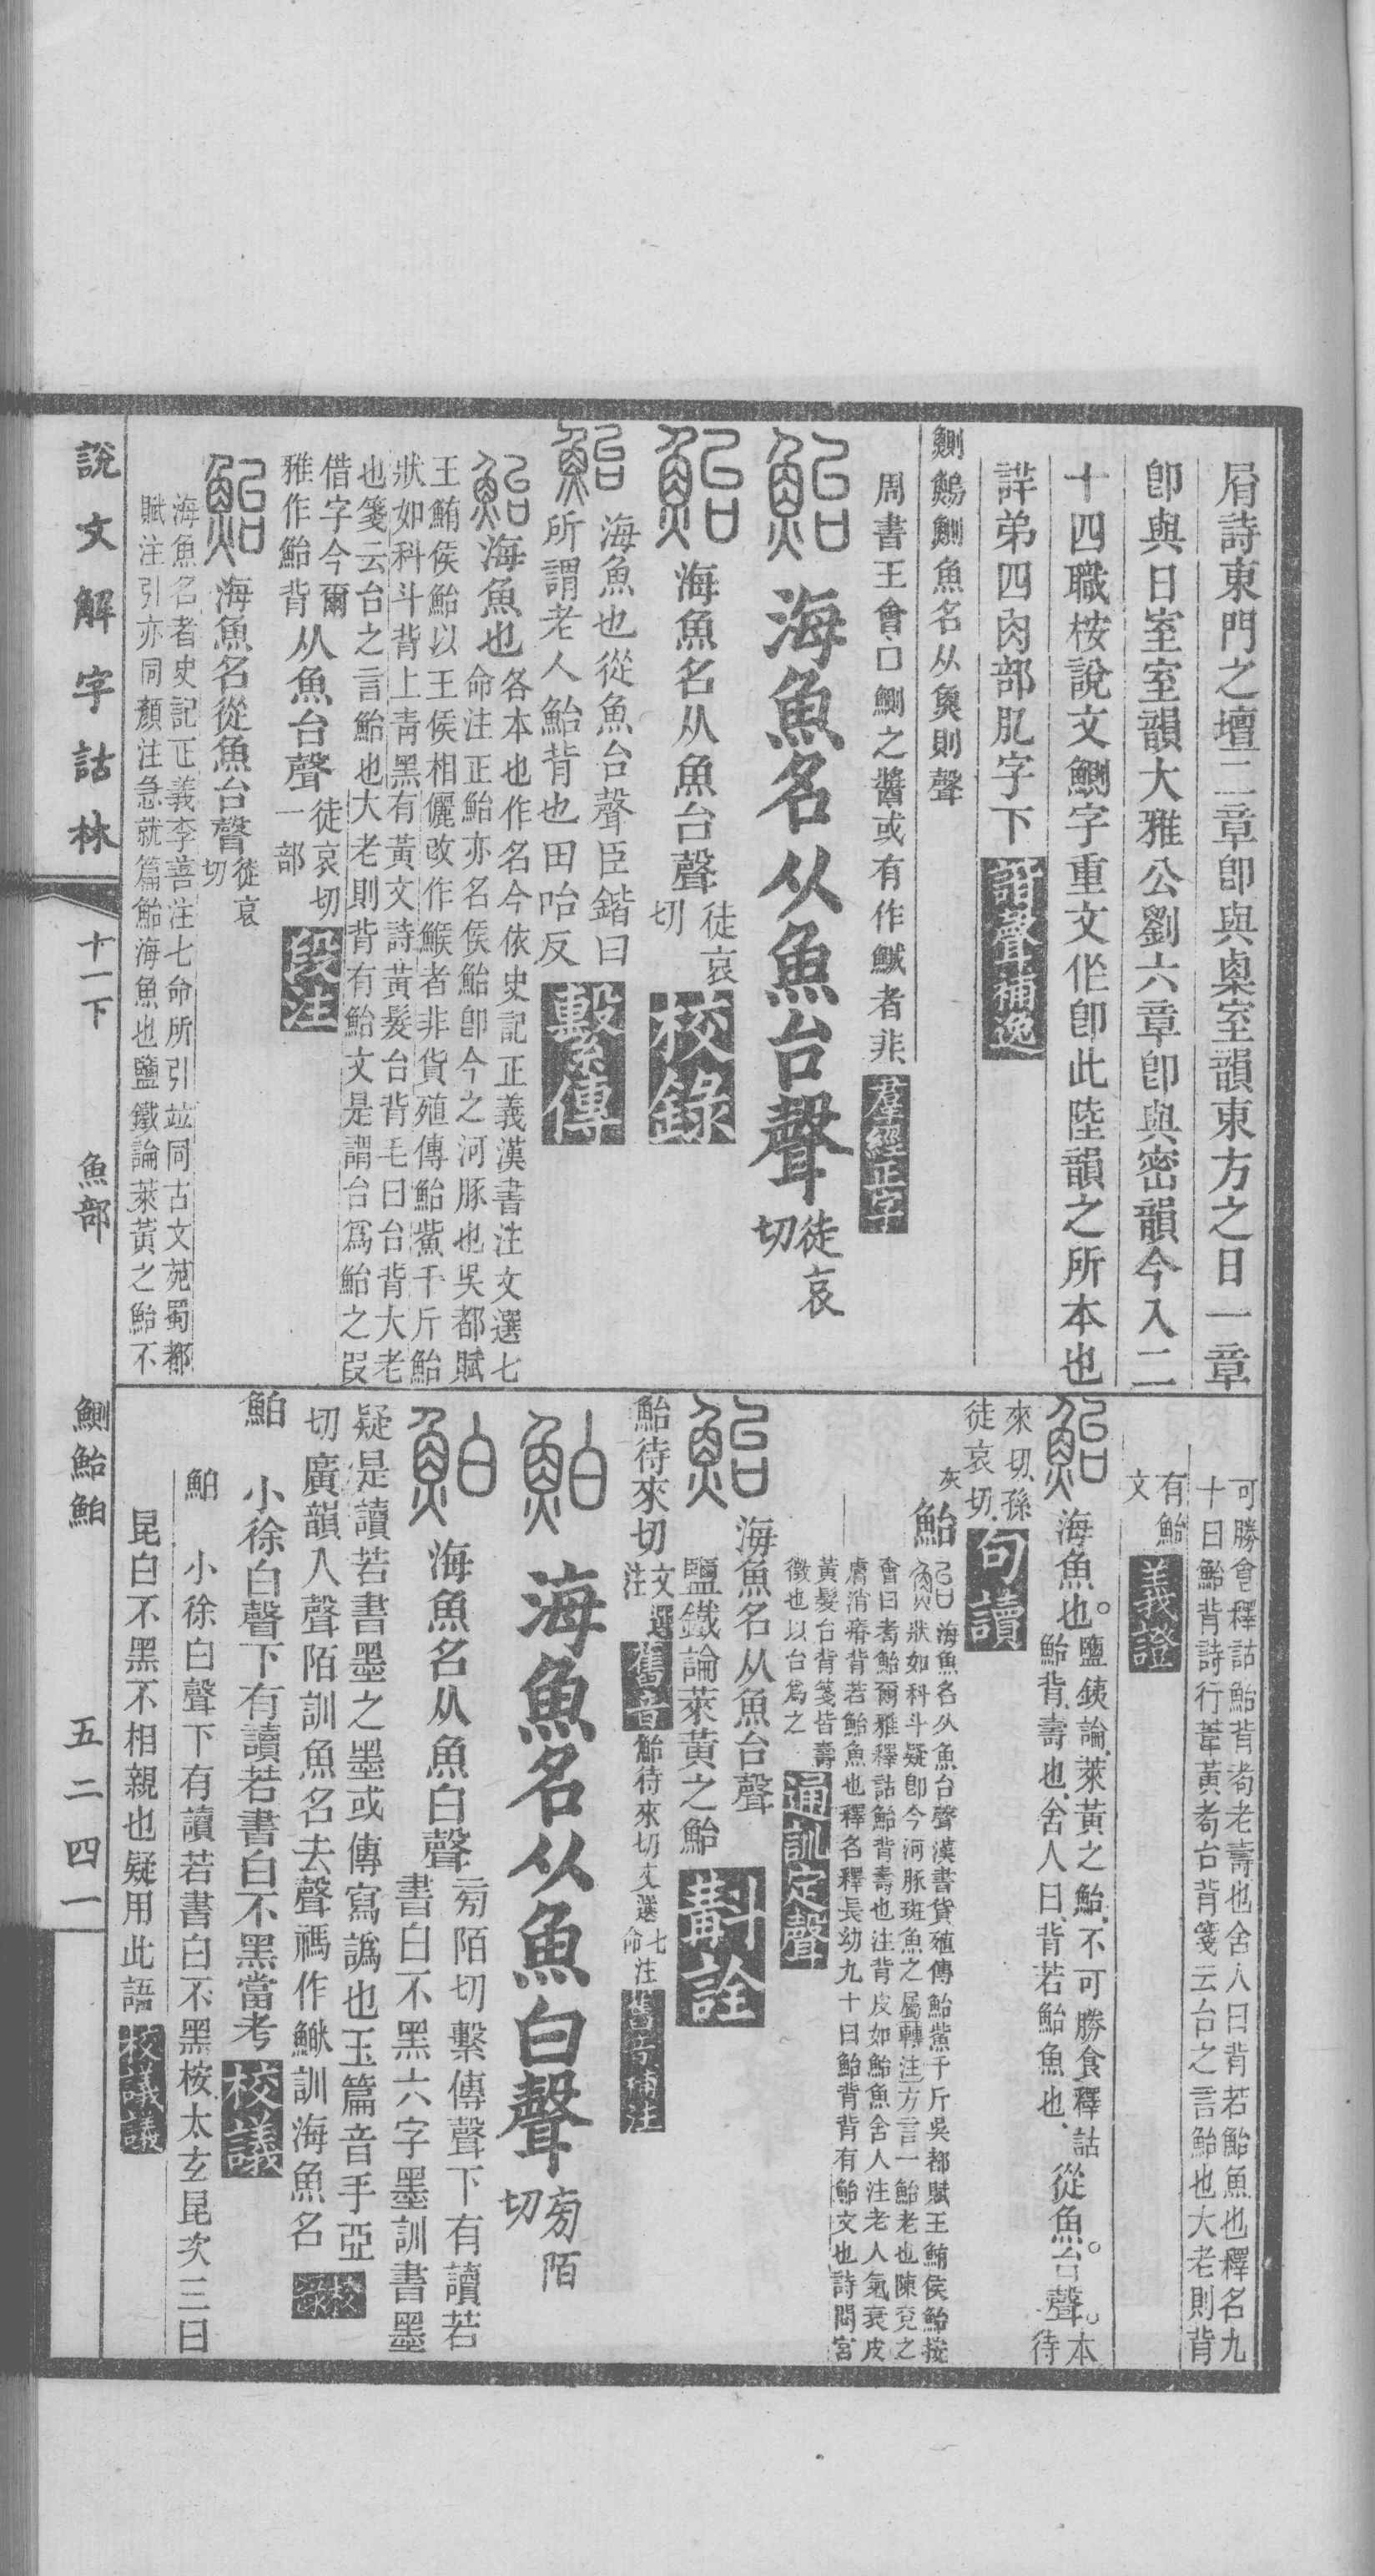 屑詩東門之壇二章卽與㮚室韻東方之日一章
卽與日室室韻大雅公劉六章卽與密韻今入二
十四職桉說文鰂字重文作卽此陸韻之所本也
詳弟四肉部肊字下 諧聲補逸
鰂鰞鰂魚名从魚則聲
周書王會、口鰂之醬或有作鱡者非、羣經正字
海魚名从魚台聲徒哀切
海魚名从魚台聲徒哀切 校錄
海魚也從魚台聲臣鍇曰
所謂老人鮐背也田咍反 繫傳
海魚也各本也作名今依史記正義漢書注文選七
命注正鮐亦名侯鮐卽今之河豚也吳都賦
王鮪侯鮐以王侯相儷改作鯸者非貨殖傳鮐鮆千斤鮐
狀如科斗背上靑黑有黃文詩黃髮台背毛曰台背大老
也箋云台之言鮐也大老則背有鮐文是謂台爲鮐之叚
借字今爾
雅作鮐背从魚台聲徒哀切一部 段注
海魚名從魚台聲徒哀切
海魚名者史記正義李善注七命所引竝同古文苑蜀都
賦注引亦同顏注急就篇鮐海魚也鹽鐵論萊黃之鮐不
可勝食釋詁鮐背耇老壽也舍人曰背若鮐魚也釋名九
十曰鮐背詩行葦黃耇台背箋云台之言鮐也大老則背
有鮐
文 義證
海魚也。鹽鐵論、萊黃之鮐、不可勝食、釋詁
鮐背、壽也、舍人曰、背若鮐魚也、從魚。台聲。本待
來切、孫
徒哀切、句讀
灰
鮐 海魚名从魚台聲漢書貨殖傳鮐鮆千斤吳都賦王鮪侯鮐按
狀如科斗疑卽今河豚斑魚之屬轉注方言一鮐老也陳兗之
會曰耇鮐爾雅釋詁鮐背壽也注背皮如鮐魚舍人注老人氣衰皮
膚消瘠背若鮐魚也釋名釋長幼九十曰鮐背背有鮐文也詩閟宮
黃髮台背箋皆壽
徵也以台爲之 通訓定聲
海魚名从魚台聲
鹽鐵論萊黃之鮐 斠詮
鮐待來切文選注 舊音 鮐待來切文選七命注 舊音補注
海魚名从魚白聲㫄陌切
海魚名从魚白聲㫄陌切繫傳聲下有讀若
書白不黑六字墨訓書墨
疑是讀若書墨之墨或傳寫譌也玉篇音手亞
切廣韻入聲陌訓魚名去聲禡作鰰訓海魚名 校錄
鮊 小徐白聲下有讀若書白不黑當考 校議
鮊 小徐白聲下有讀若書白不黑桉太玄昆次三曰
昆白不黑不相親也疑用此語 校議議
說文解字詁林 十一下 魚部 鰂鮐鮊 五二四一